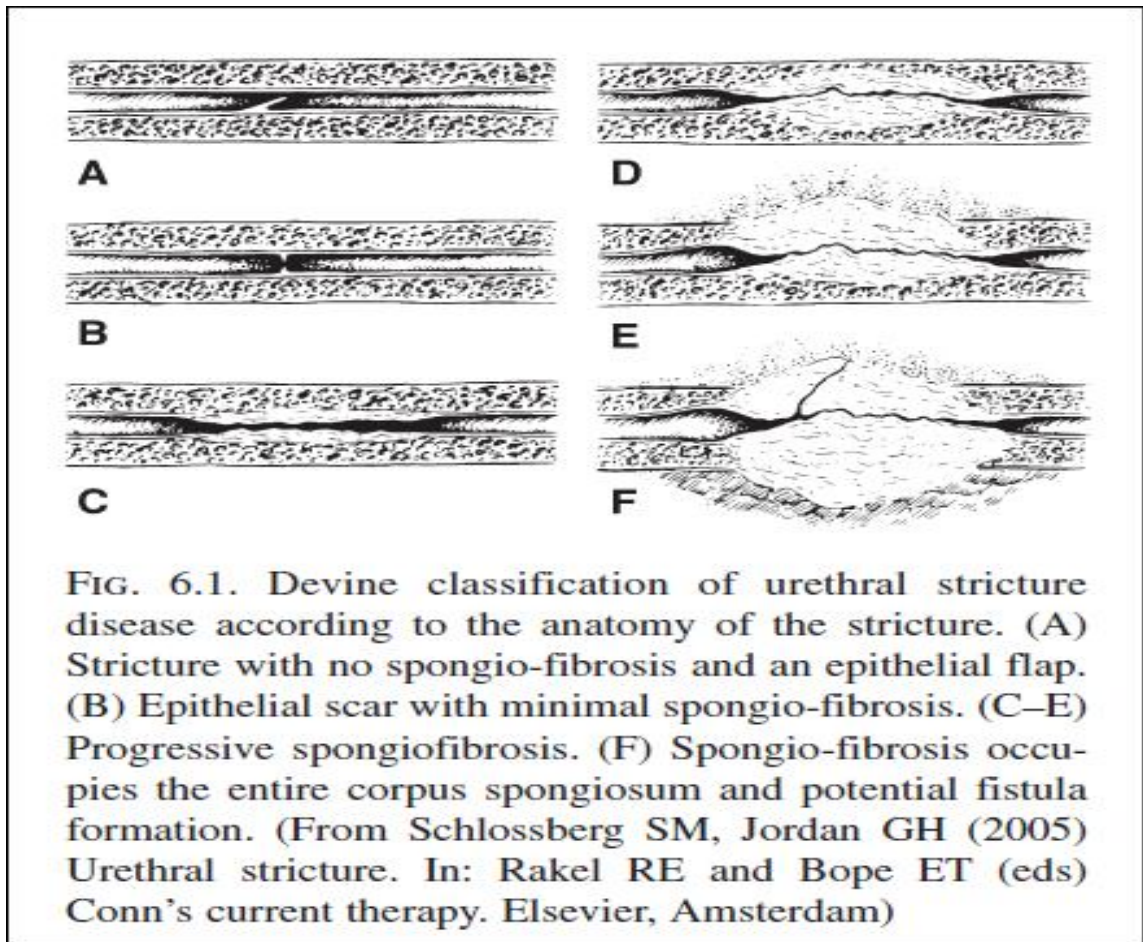 A
D
B
E
C
F
FIG. 6.1. Devine classification of urethral stricture
disease according to the anatomy of the stricture. (A)
Stricture with no spongio-fibrosis and an epithelial flap.
(B) Epithelial scar with minimal spongio-fibrosis. (C–E)
Progressive spongiofibrosis. (F) Spongio-fibrosis occu-
pies the entire corpus spongiosum and potential fistula
formation. (From Schlossberg SM, Jordan GH (2005)
Urethral stricture. In: Rakel RE and Bope ET (eds)
Conn's current therapy. Elsevier, Amsterdam)